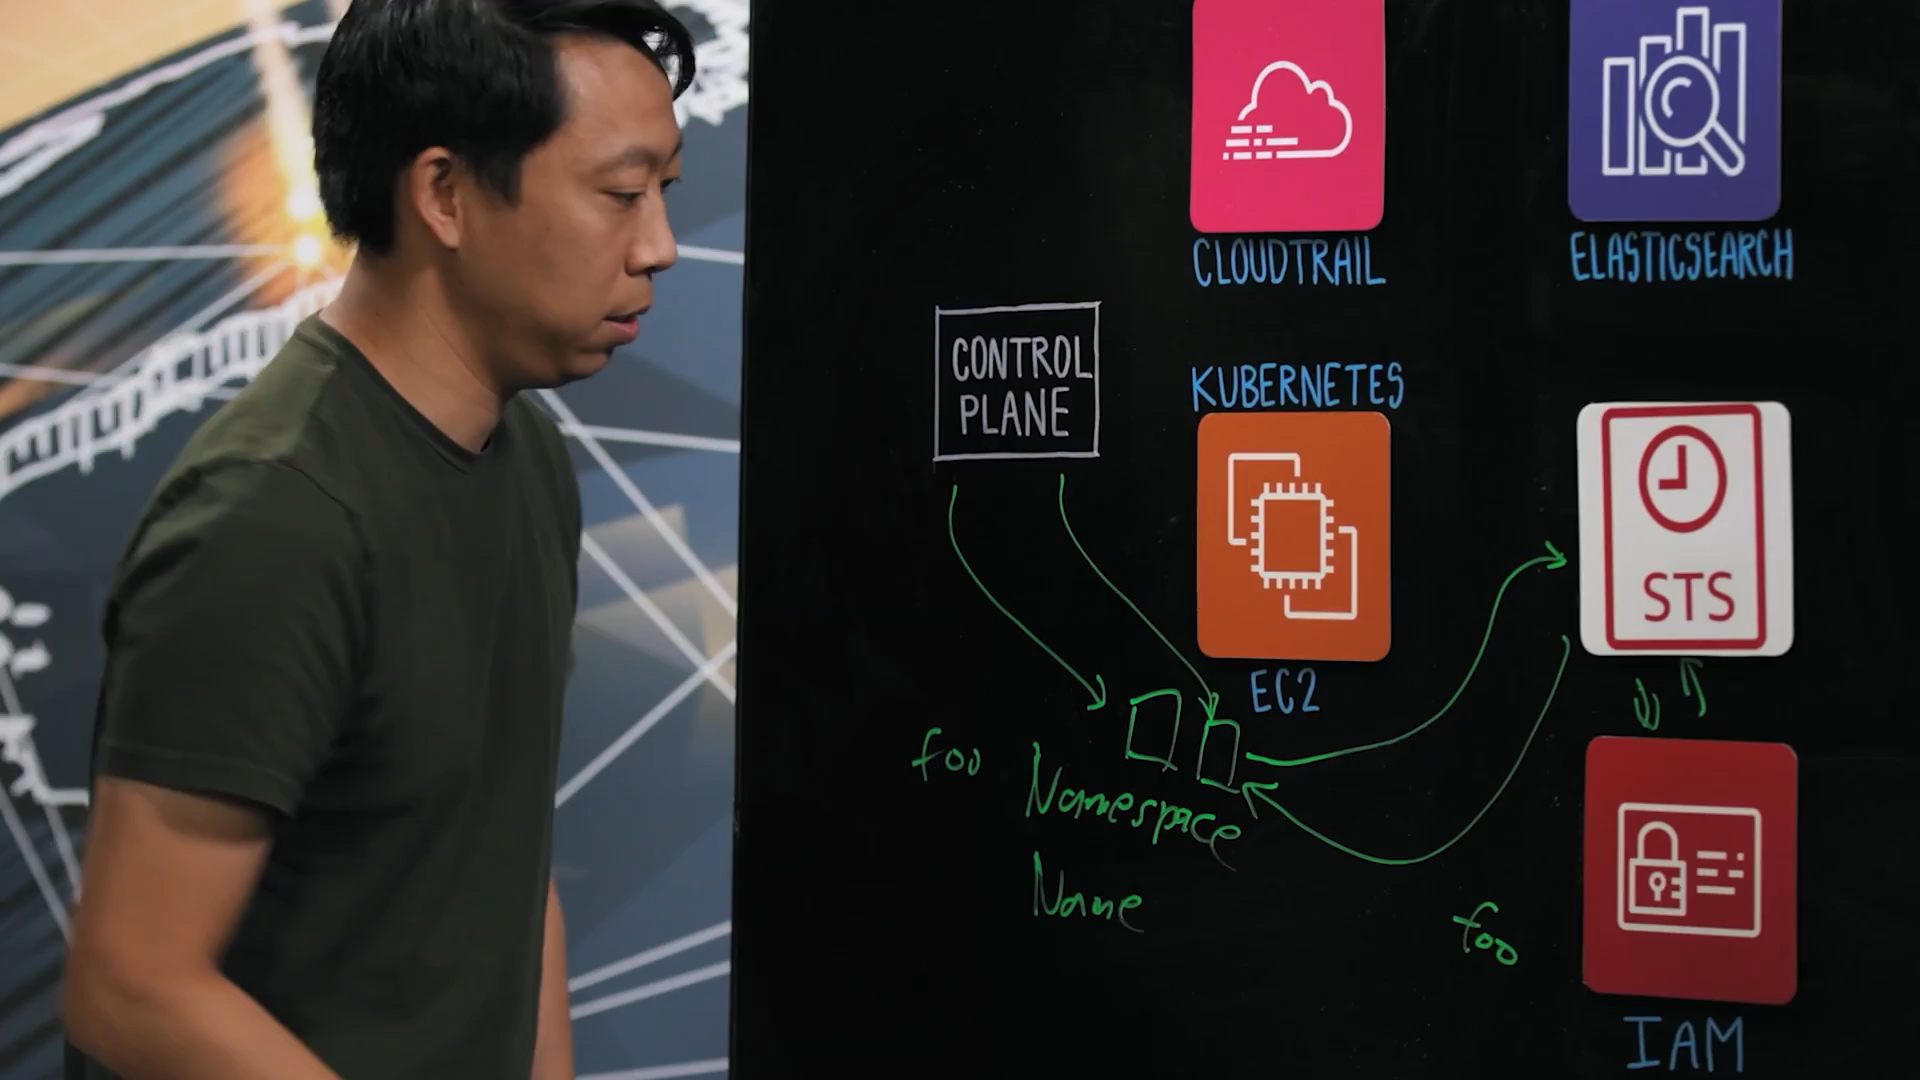 CLOUDTRAIL
ELASTICSEARCH
CONTROL
PLANE
KUBERNETES
STS
EC2
foo
Namespace
Name
foo
IAM